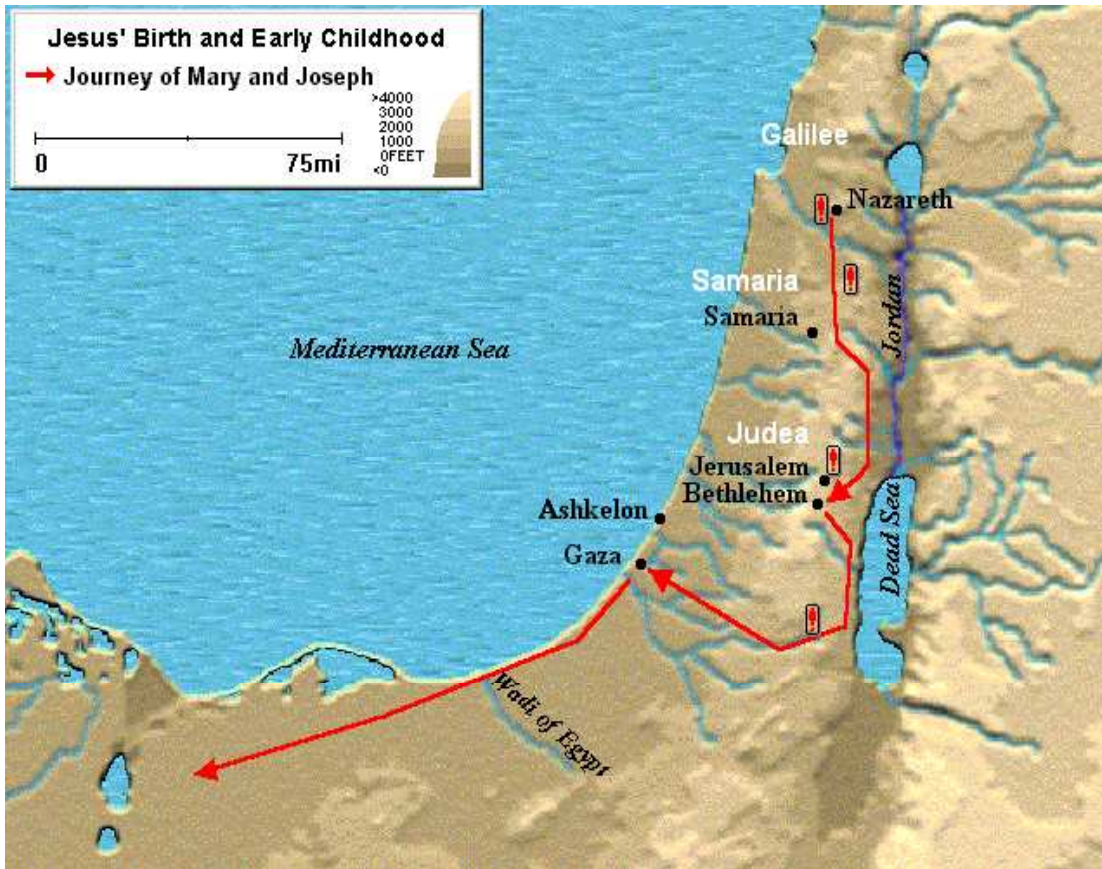 Jesus' Birth and Early Childhood
Journey of Mary and Joseph
>4000
3000
2000
1000
0FEET
<0
0 75mi
Galilee
Nazareth
Samaria
Samaria
Jordan
Mediterranean Sea
Judea
Jerusalem
Bethlehem
Ashkelon
Dead Sea
Gaza
Wadi of Egypt